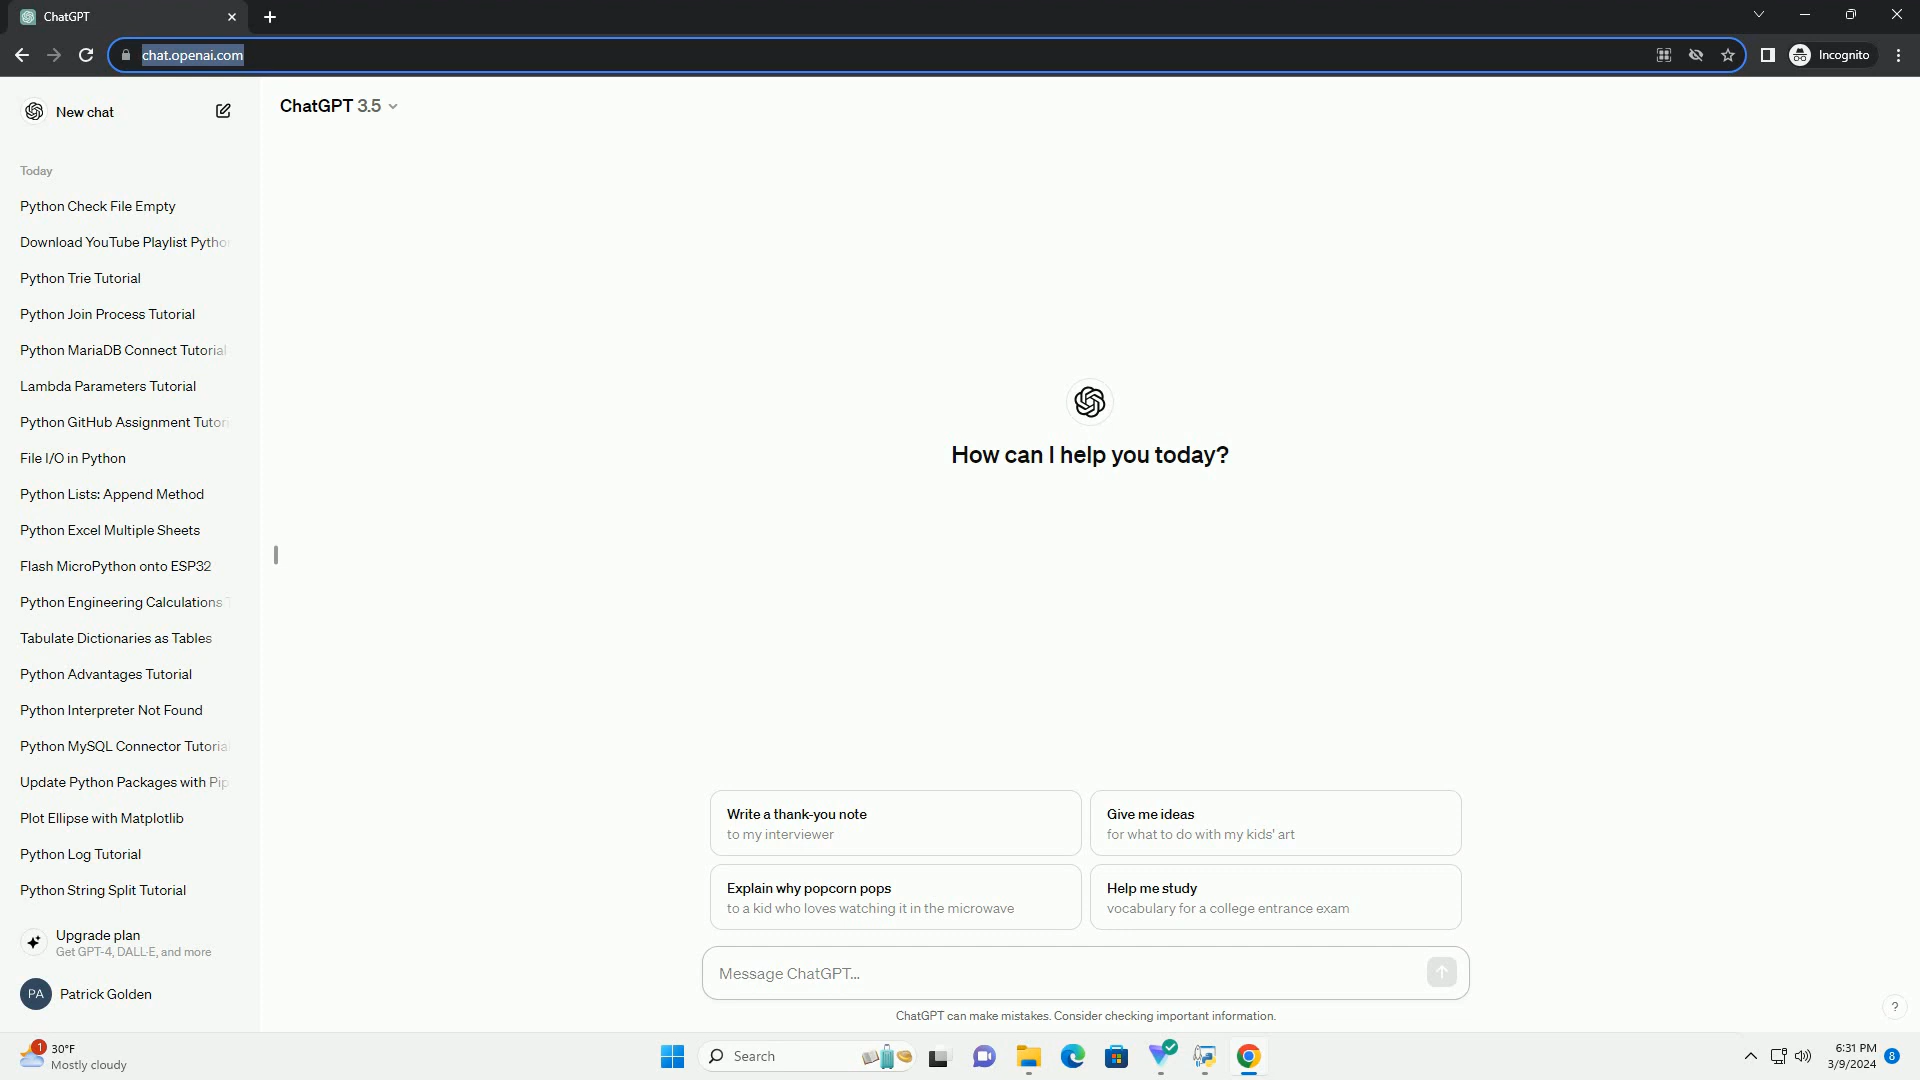 ChatGPT
chat.openai.com
Incognito
New chat
ChatGPT 3.5
Today
Python Check File Empty
Download YouTube Playlist Pytho
Python Trie Tutorial
Python Join Process Tutorial
Python MariaDB Connect Tutorial
Lambda Parameters Tutorial
Python GitHub Assignment Tutor
File I/O in Python
Python Lists: Append Method
Python Excel Multiple Sheets
Flash MicroPython onto ESP32
Python Engineering Calculations T
Tabulate Dictionaries as Tables
Python Advantages Tutorial
Python Interpreter Not Found
Python MySQL Connector Tutoria
Update Python Packages with Pip
Plot Ellipse with Matplotlib
Python Log Tutorial
Python String Split Tutorial
Upgrade plan
Get GPT-4, DALL·E, and more
PA Patrick Golden
How can I help you today?
Write a thank-you note
to my interviewer
Give me ideas
for what to do with my kids' art
Explain why popcorn pops
to a kid who loves watching it in the microwave
Help me study
vocabulary for a college entrance exam
Message ChatGPT...
ChatGPT can make mistakes. Consider checking important information.
?
1
30°F
Mostly cloudy
Search
6:31 PM
3/9/2024
8